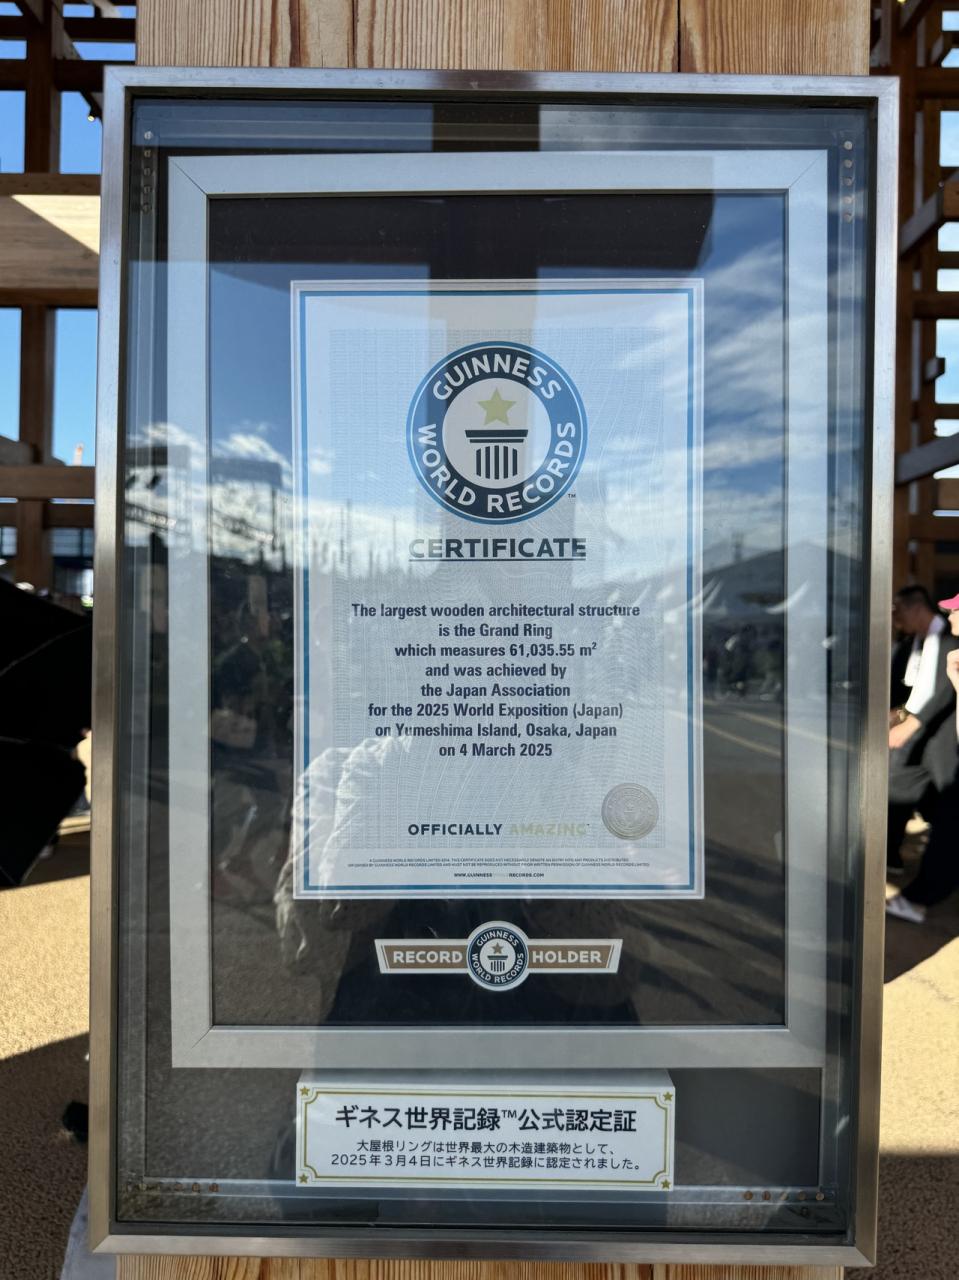 GUINNESS WORLD RECORDS™
CERTIFICATE
The largest wooden architectural structure
is the Grand Ring
which measures 61,035.55 m²
and was achieved by
the Japan Association
for the 2025 World Exposition (Japan)
on Yumeshima Island, Osaka, Japan
on 4 March 2025
OFFICIALLY AMAZING™
WWW.GUINNESS RECORDS.COM
RECORD GUINNESS WORLD RECORDS HOLDER
ギネス世界記録™公式認定証
大屋根リングは世界最大の木造建築物として、
2025年3月4日にギネス世界記録に認定されました。